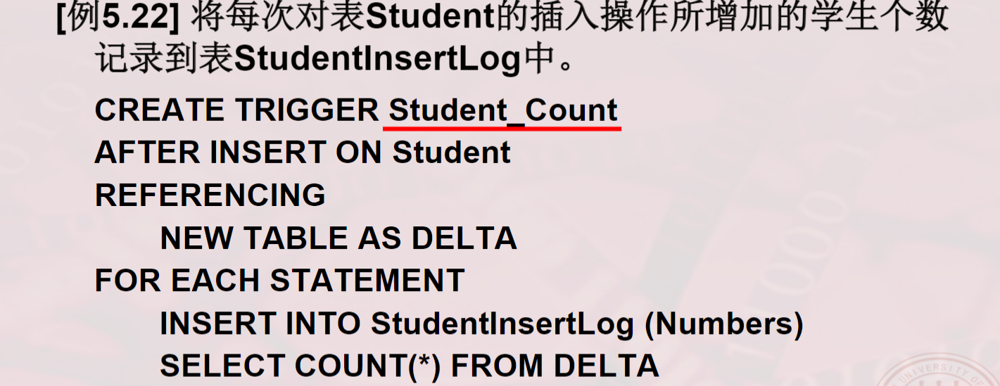 [例5.22] 将每次对表Student的插入操作所增加的学生个数
记录到表StudentInsertLog中。
CREATE TRIGGER Student_Count
AFTER INSERT ON Student
REFERENCING
NEW TABLE AS DELTA
FOR EACH STATEMENT
INSERT INTO StudentInsertLog (Numbers)
SELECT COUNT(*) FROM DELTA
UNIVERSITY OF